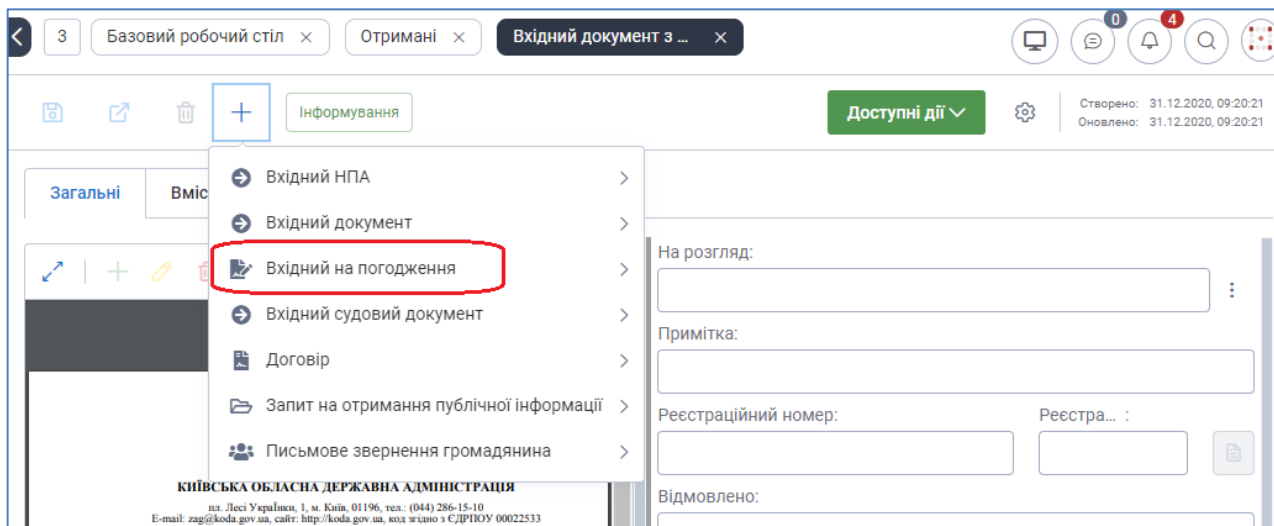 3 Базовий робочий стіл × Отримані × Вхідний документ з ... × 0 4
Інформування Доступні дії Створено: 31.12.2020, 09:20:21
Оновлено: 31.12.2020, 09:20:21
Загальні Вміс
Вхідний НПА
Вхідний документ
Вхідний на погодження
Вхідний судовий документ
Договір
Запит на отримання публічної інформації
Письмове звернення громадянина
На розгляд:
Примітка:
Реєстраційний номер: Реєстра... :
Відмовлено:
КИЇВСЬКА ОБЛАСНА ДЕРЖАВНА АДМІНІСТРАЦІЯ
пл. Лесі Українки, 1, м. Київ, 01196, тел.: (044) 286-15-10
E-mail: zag@koda.gov.ua, сайт: http://koda.gov.ua, код згідно з ЄДРПОУ 00022533